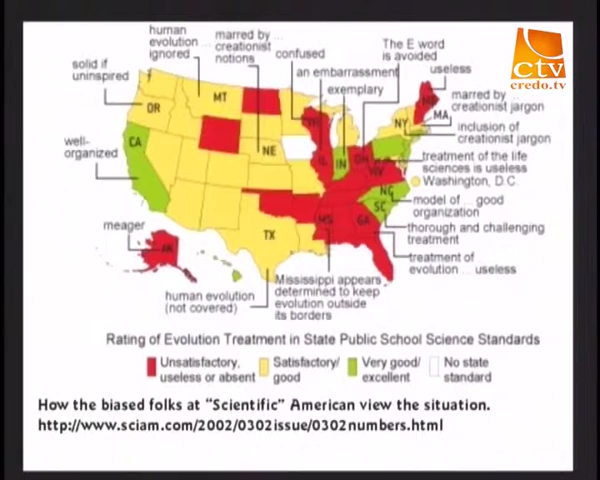 ctv
credo.tv
human
evolution
ignored ...
marred by ...
creationist
notions
confused
The E word
is avoided
solid if
uninspired
an embarrassment
exemplary
useless
marred by
creationist jargon
inclusion of
creationist jargon
well-
organized
treatment of the life
sciences is useless
Washington, D.C.
model of ... good
organization
thorough and challenging
treatment
treatment of
evolution ... useless
meager
human evolution
(not covered)
Mississippi appears
determined to keep
evolution outside
its borders
OR
MT
CA
NE
IL
IN
OH
WV
NY
MA
NC
SC
GA
MS
TX
AK
Rating of Evolution Treatment in State Public School Science Standards
Unsatisfactory,
useless or absent
Satisfactory/
good
Very good/
excellent
No state
standard
How the biased folks at "Scientific" American view the situation.
http://www.sciam.com/2002/0302issue/0302numbers.html